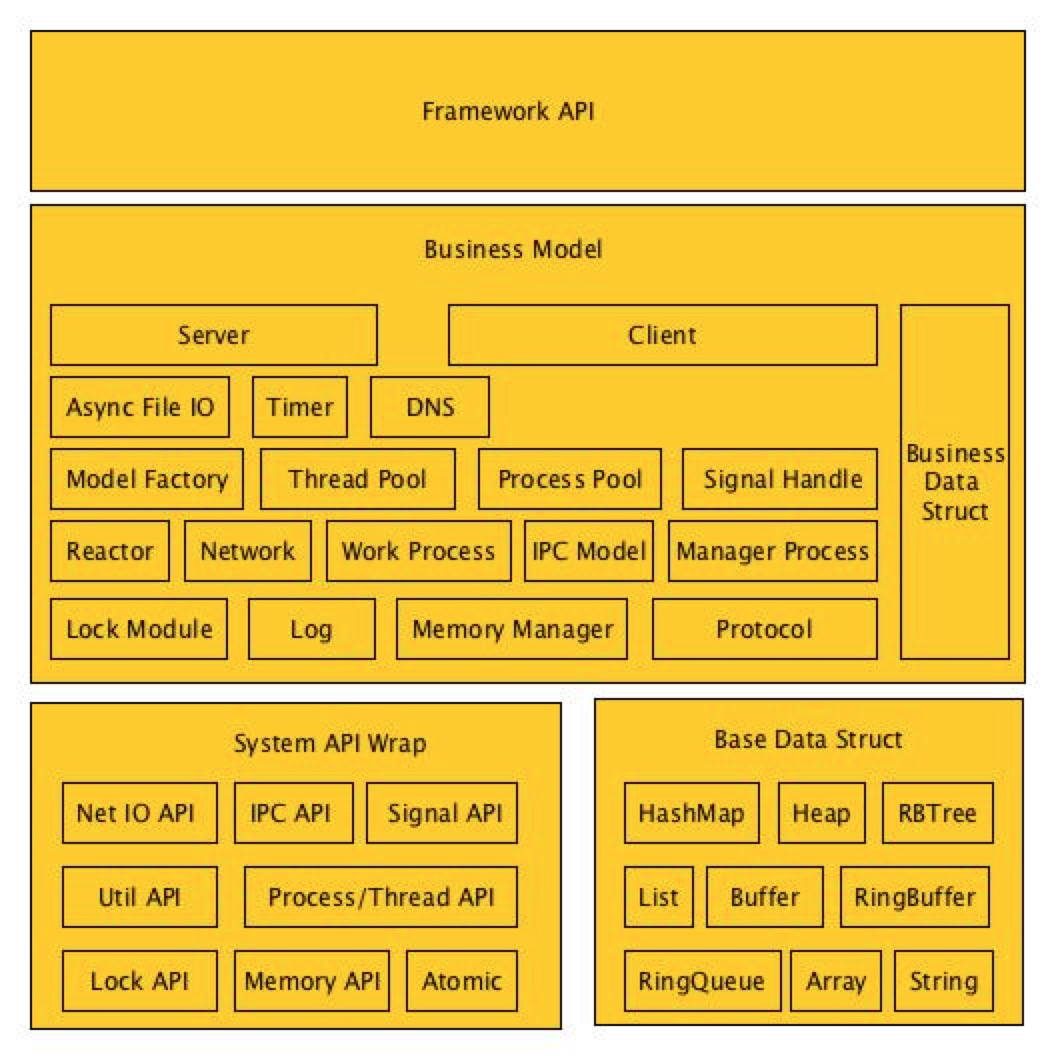 Framework API
Business Model
Server
Client
Async File IO
Timer
DNS
Model Factory
Thread Pool
Process Pool
Signal Handle
Reactor
Network
Work Process
IPC Model
Manager Process
Lock Module
Log
Memory Manager
Protocol
Business
Data
Struct
System API Wrap
Net IO API
IPC API
Signal API
Util API
Process/Thread API
Lock API
Memory API
Atomic
Base Data Struct
HashMap
Heap
RBTree
List
Buffer
RingBuffer
RingQueue
Array
String